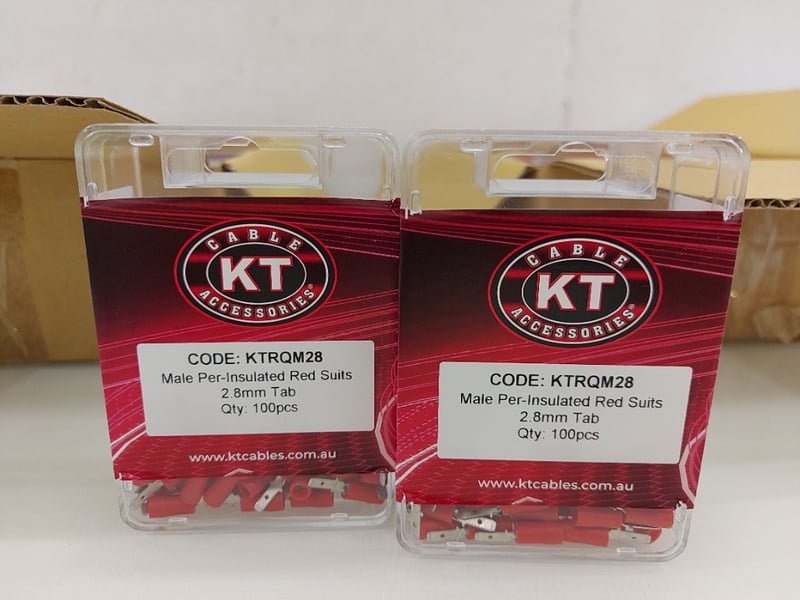 CABLE
KT
ACCESSORIES®
CODE: KTRQM28
Male Per-Insulated Red Suits
2.8mm Tab
Qty: 100pcs
www.ktcables.com.au
CABLE
KT
ACCESSORIES®
CODE: KTRQM28
Male Per-Insulated Red Suits
2.8mm Tab
Qty: 100pcs
www.ktcables.com.au